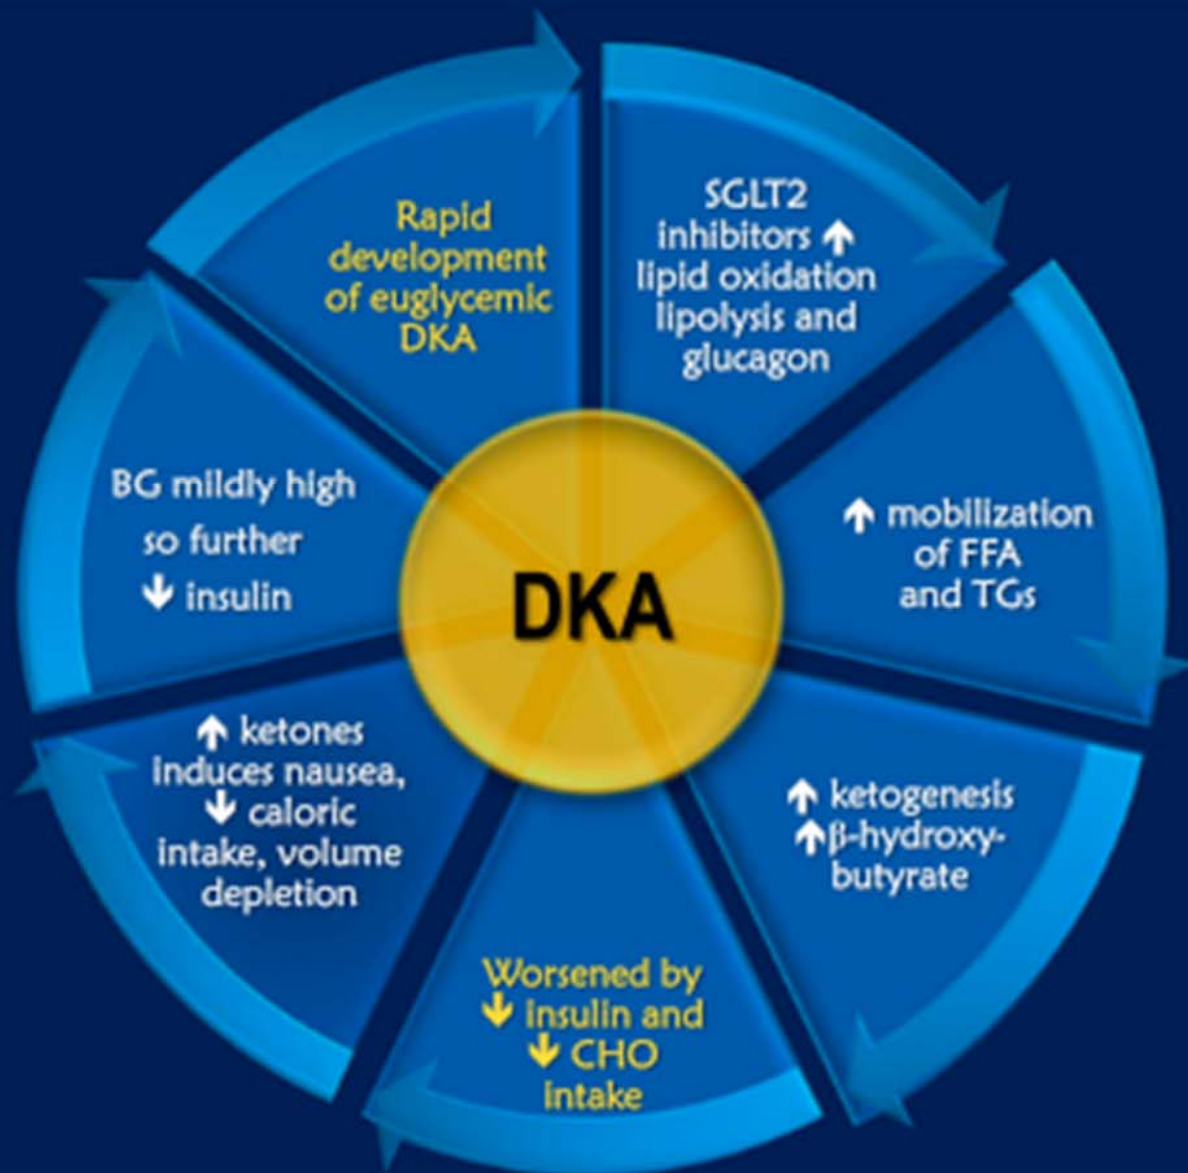 SGLT2
inhibitors ↑
lipid oxidation
lipolysis and
glucagon
↑ mobilization
of FFA
and TGs
↑ ketogenesis
↑β-hydroxy-
butyrate
Worsened by
↓ insulin and
↓ CHO
intake
↑ ketones
induces nausea,
↓ caloric
intake, volume
depletion
BG mildly high
so further
↓ insulin
Rapid
development
of euglycemic
DKA
DKA